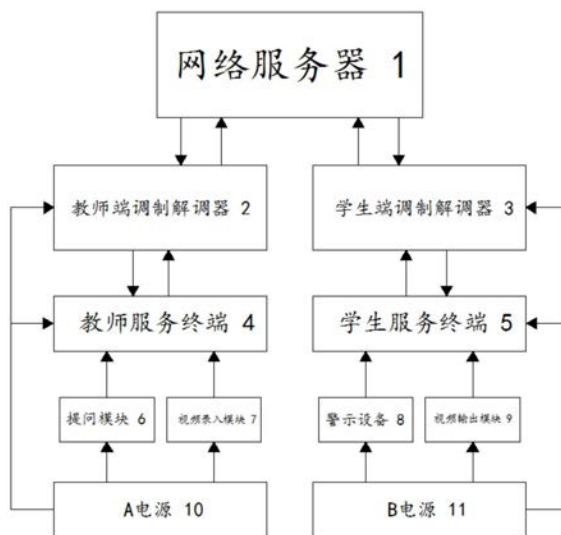 网络服务器 1
教师端调制解调器 2
学生端调制解调器 3
教师服务终端 4
学生服务终端 5
提问模块 6
视频录入模块 7
警示设备 8
视频输出模块 9
A电源 10
B电源 11